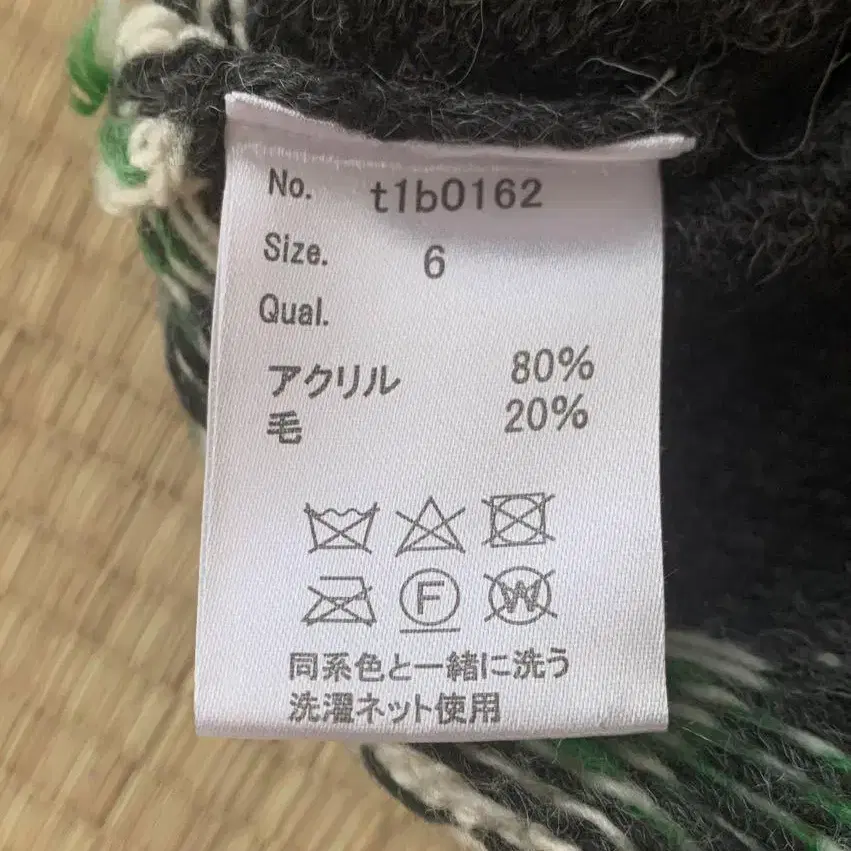 No. t1b0162
Size. 6
Qual.
アクリル 80%
毛 20%
F W
同系色と一緒に洗う
洗濯ネット使用